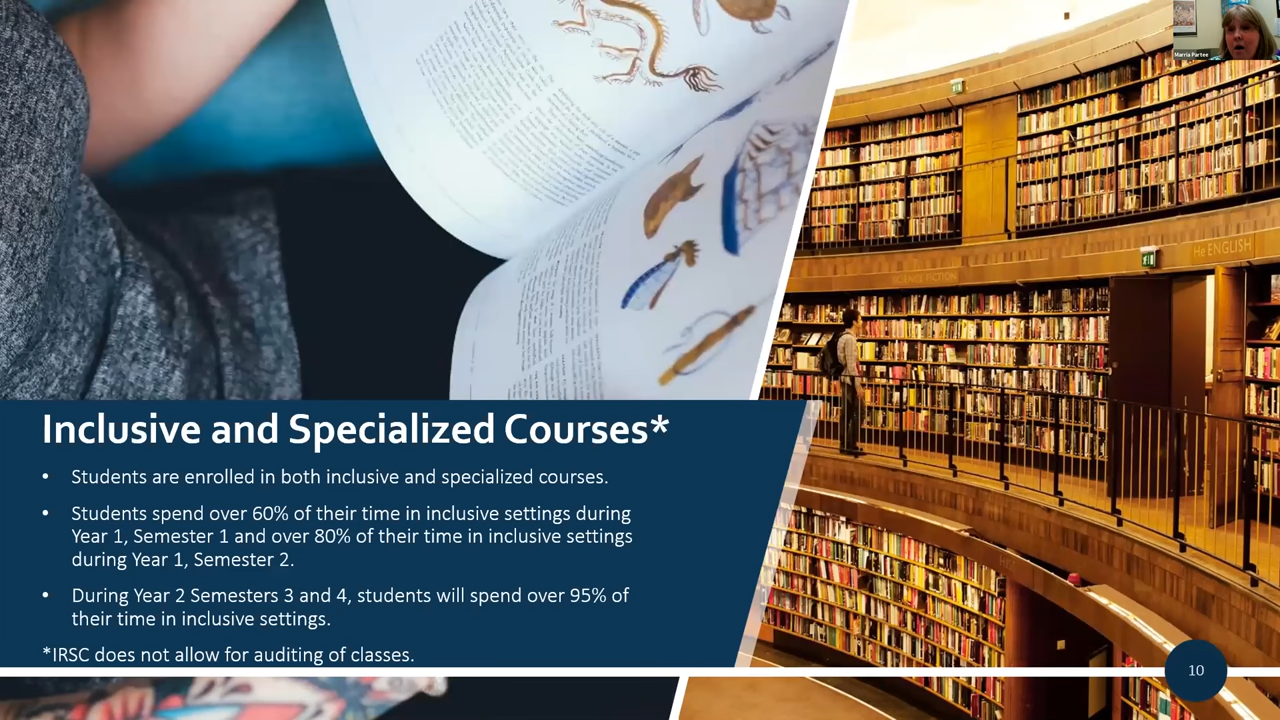 Marria Partee
He ENGLISH
SCIENCE FICTION
Inclusive and Specialized Courses*
• Students are enrolled in both inclusive and specialized courses.
• Students spend over 60% of their time in inclusive settings during
Year 1, Semester 1 and over 80% of their time in inclusive settings
during Year 1, Semester 2.
• During Year 2 Semesters 3 and 4, students will spend over 95% of
their time in inclusive settings.
*IRSC does not allow for auditing of classes.
10